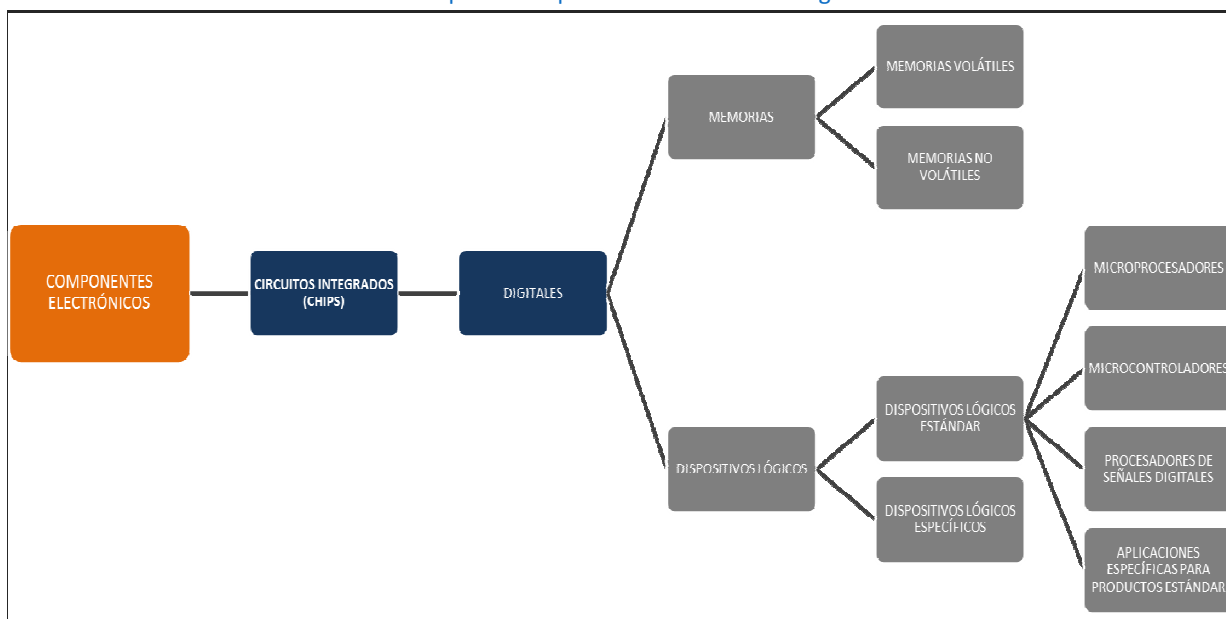 COMPONENTES
ELECTRÓNICOS
CIRCUITOS INTEGRADOS
(CHIPS)
DIGITALES
MEMORIAS
MEMORIAS VOLÁTILES
MEMORIAS NO
VOLÁTILES
DISPOSITIVOS LÓGICOS
DISPOSITIVOS LÓGICOS
ESTÁNDAR
MICROPROCESADORES
MICROCONTROLADORES
PROCESADORES DE
SEÑALES DIGITALES
APLICACIONES
ESPECÍFICAS PARA
PRODUCTOS ESTÁNDAR
DISPOSITIVOS LÓGICOS
ESPECÍFICOS